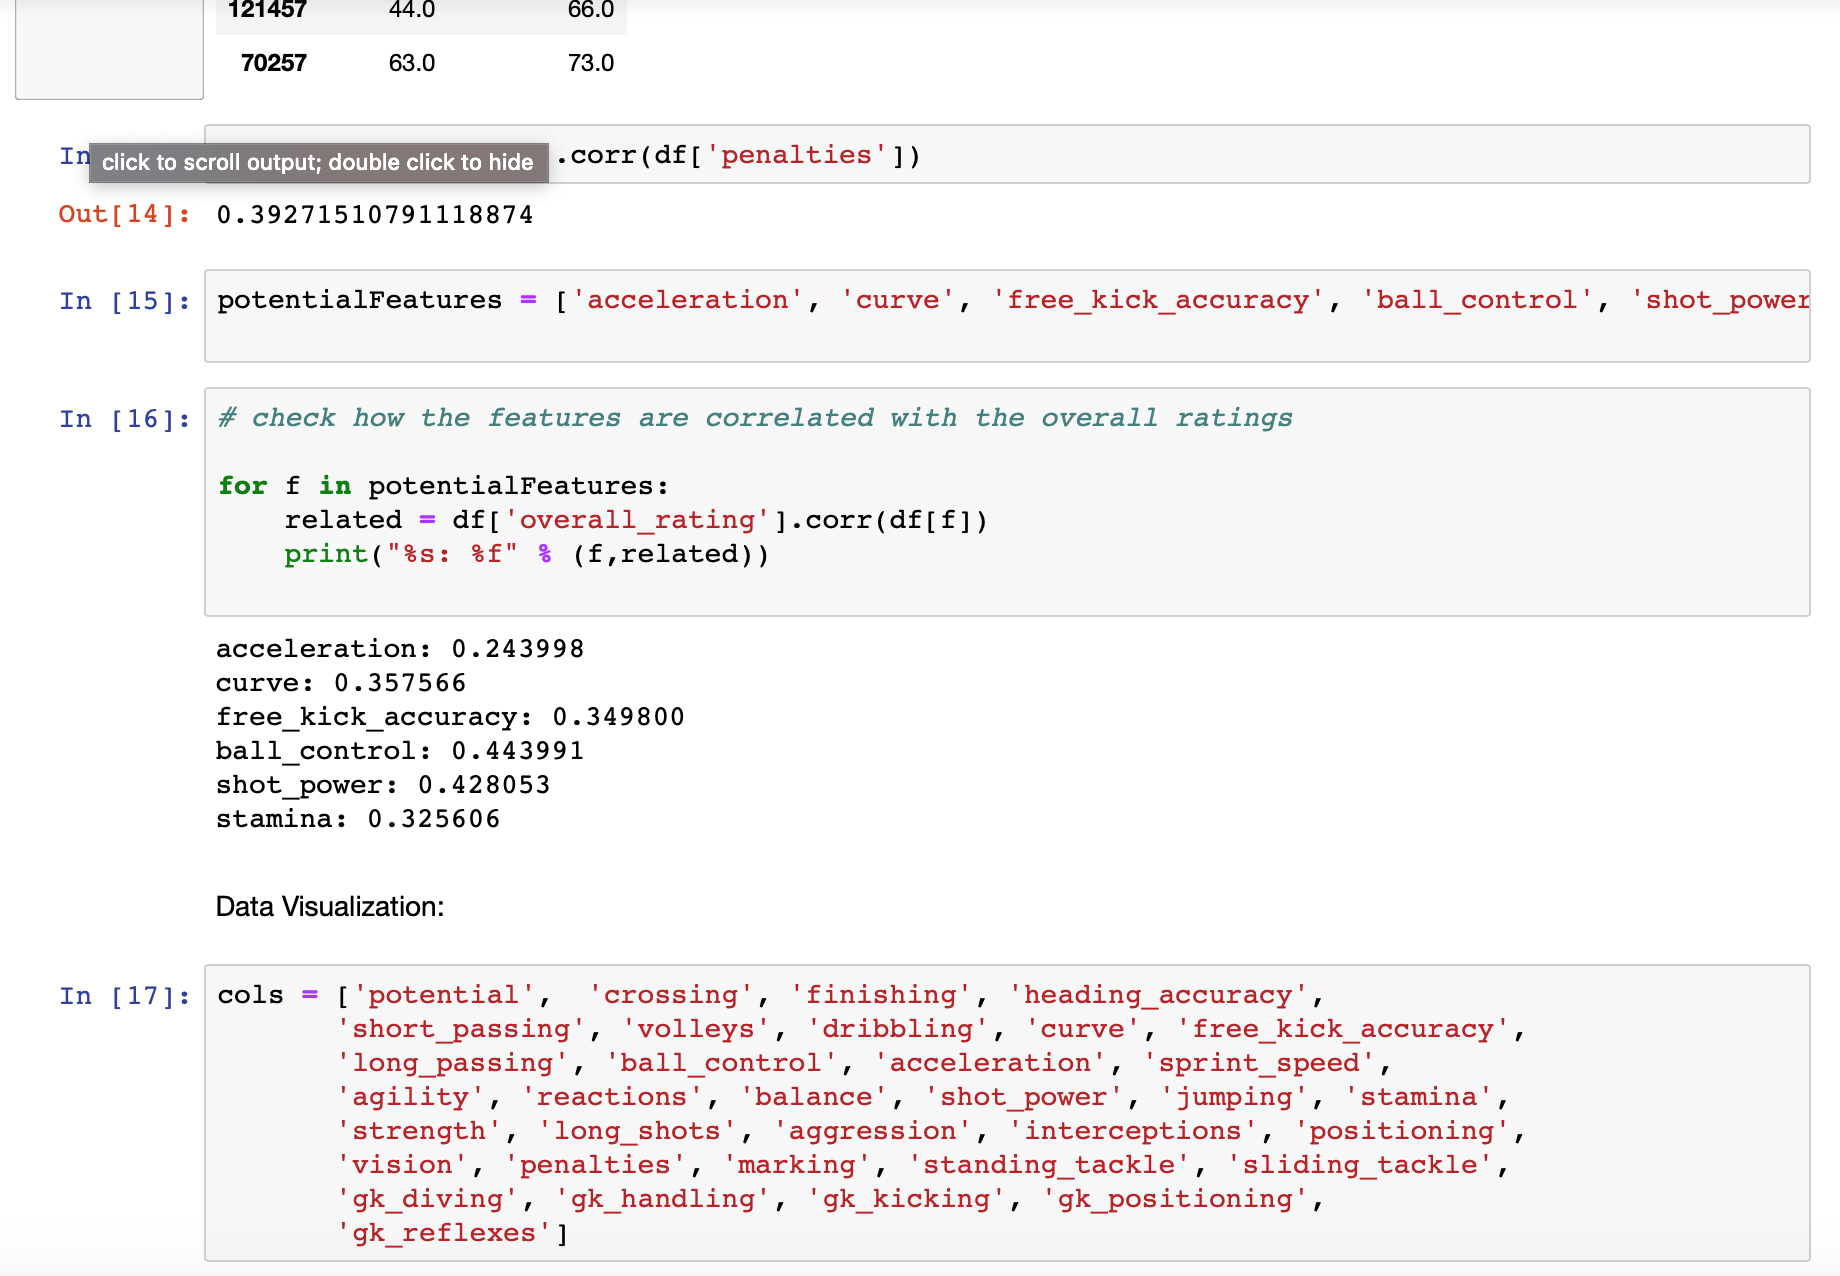 121457 44.0 66.0
70257 63.0 73.0
In
click to scroll output; double click to hide
.corr(df['penalties'])
Out[14]: 0.39271510791118874
In [15]: potentialFeatures = ['acceleration', 'curve', 'free_kick_accuracy', 'ball_control', 'shot_power
In [16]: # check how the features are correlated with the overall ratings
for f in potentialFeatures:
    related = df['overall_rating'].corr(df[f])
    print("%s: %f" % (f,related))
acceleration: 0.243998
curve: 0.357566
free_kick_accuracy: 0.349800
ball_control: 0.443991
shot_power: 0.428053
stamina: 0.325606
Data Visualization:
In [17]: cols = ['potential',  'crossing', 'finishing', 'heading_accuracy',
'short_passing', 'volleys', 'dribbling', 'curve', 'free_kick_accuracy',
'long_passing', 'ball_control', 'acceleration', 'sprint_speed',
'agility', 'reactions', 'balance', 'shot_power', 'jumping', 'stamina',
'strength', 'long_shots', 'aggression', 'interceptions', 'positioning',
'vision', 'penalties', 'marking', 'standing_tackle', 'sliding_tackle',
'gk_diving', 'gk_handling', 'gk_kicking', 'gk_positioning',
'gk_reflexes']